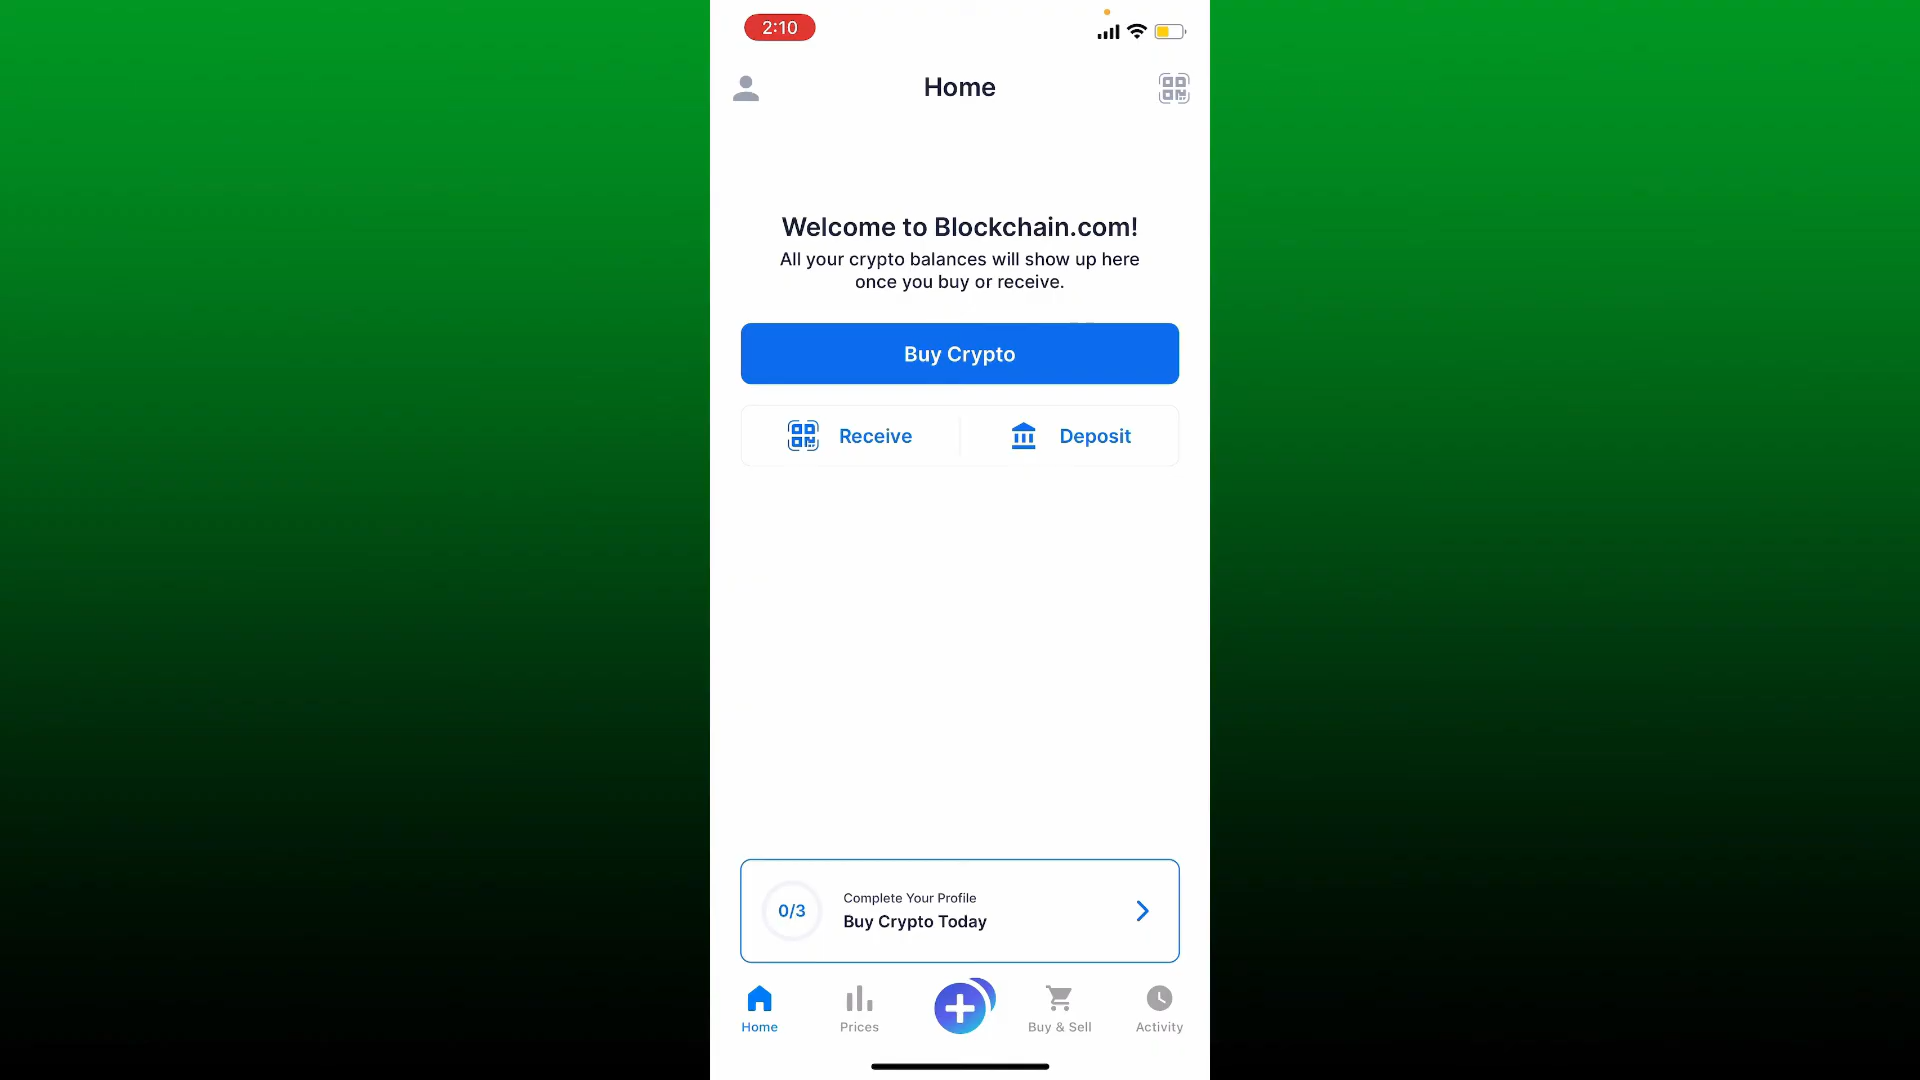 2:10
Home
Welcome to Blockchain.com!
All your crypto balances will show up here
once you buy or receive.
Buy Crypto
Receive
Deposit
0/3
Complete Your Profile
Buy Crypto Today
Home
Prices
Buy & Sell
Activity